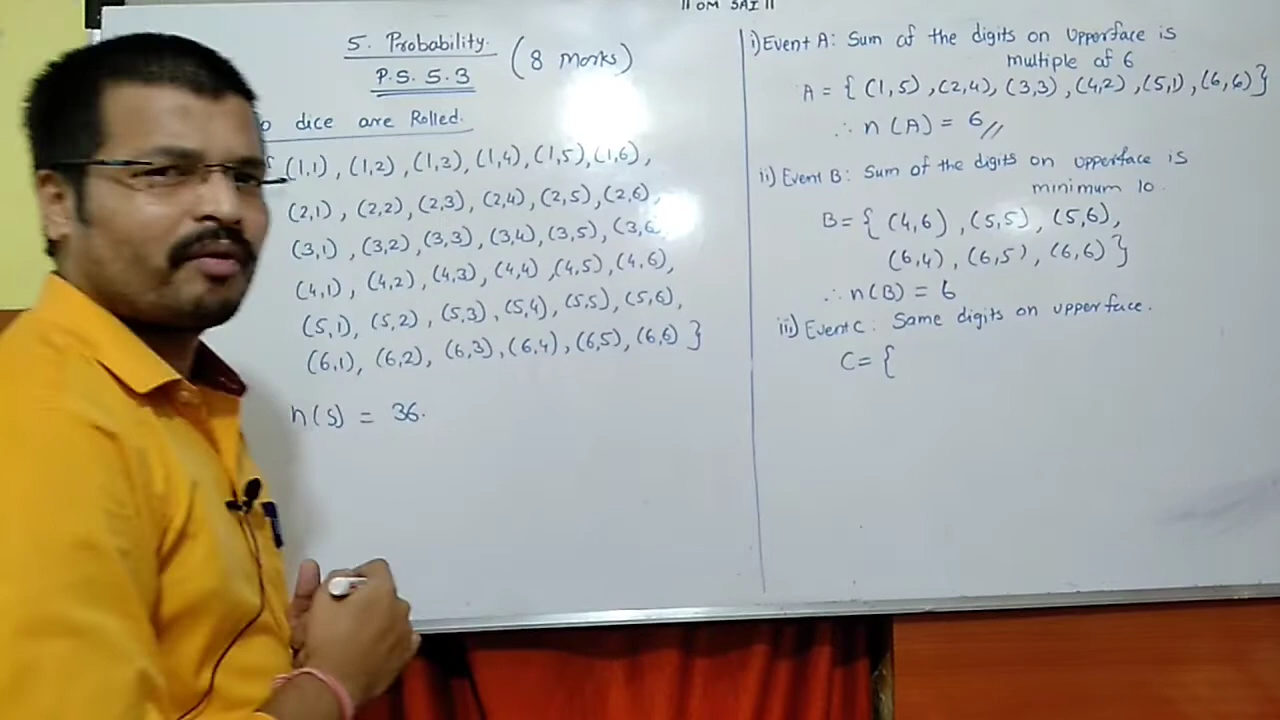 || OM SAI ||
5. Probability.
P.S. 5.3
(8 Marks)
dice are Rolled.
(1,1), (1,2), (1,3), (1,4), (1,5), (1,6),
(2,1), (2,2), (2,3), (2,4), (2,5), (2,6),
(3,1), (3,2), (3,3), (3,4), (3,5), (3,6
(4,1), (4,2), (4,3), (4,4), (4,5), (4,6),
(5,1), (5,2), (5,3), (5,4), (5,5), (5,6),
(6,1), (6,2), (6,3), (6,4), (6,5), (6,6) }
n(S) = 36.
i) Event A: Sum of the digits on Upperface is
multiple of 6
A = { (1,5), (2,4), (3,3), (4,2), (5,1), (6,6) }
∴ n(A) = 6 //
ii) Event B: Sum of the digits on upperface is
minimum 10.
B = { (4,6), (5,5), (5,6),
(6,4), (6,5), (6,6) }
∴ n(B) = 6
iii) Event C: Same digits on upperface.
C = {